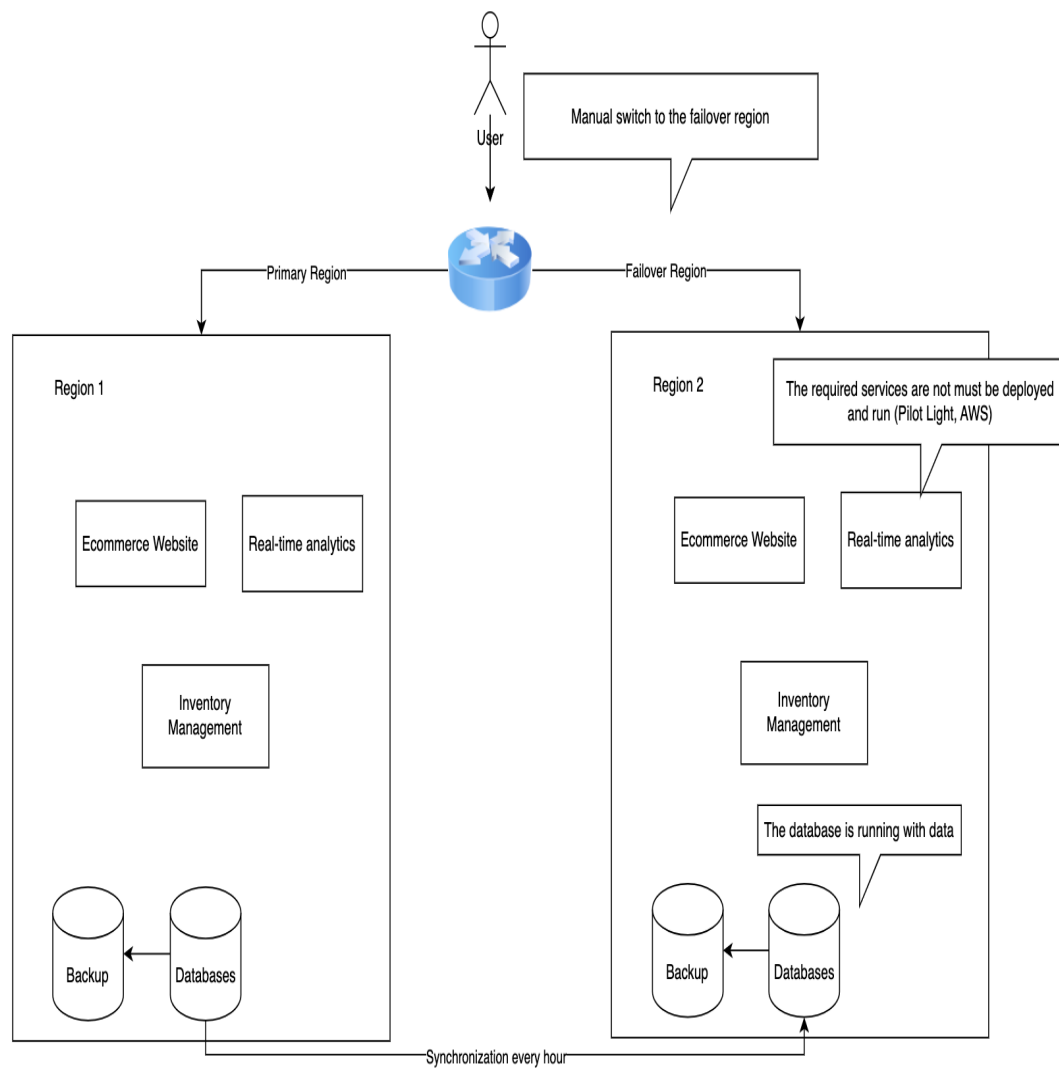 Manual switch to the failover region
User
Primary Region
Failover Region
Region 1
Region 2
The required services are not must be deployed
and run (Pilot Light, AWS)
Ecommerce Website
Real-time analytics
Ecommerce Website
Real-time analytics
Inventory
Management
Inventory
Management
The database is running with data
Backup
Databases
Backup
Databases
Synchronization every hour